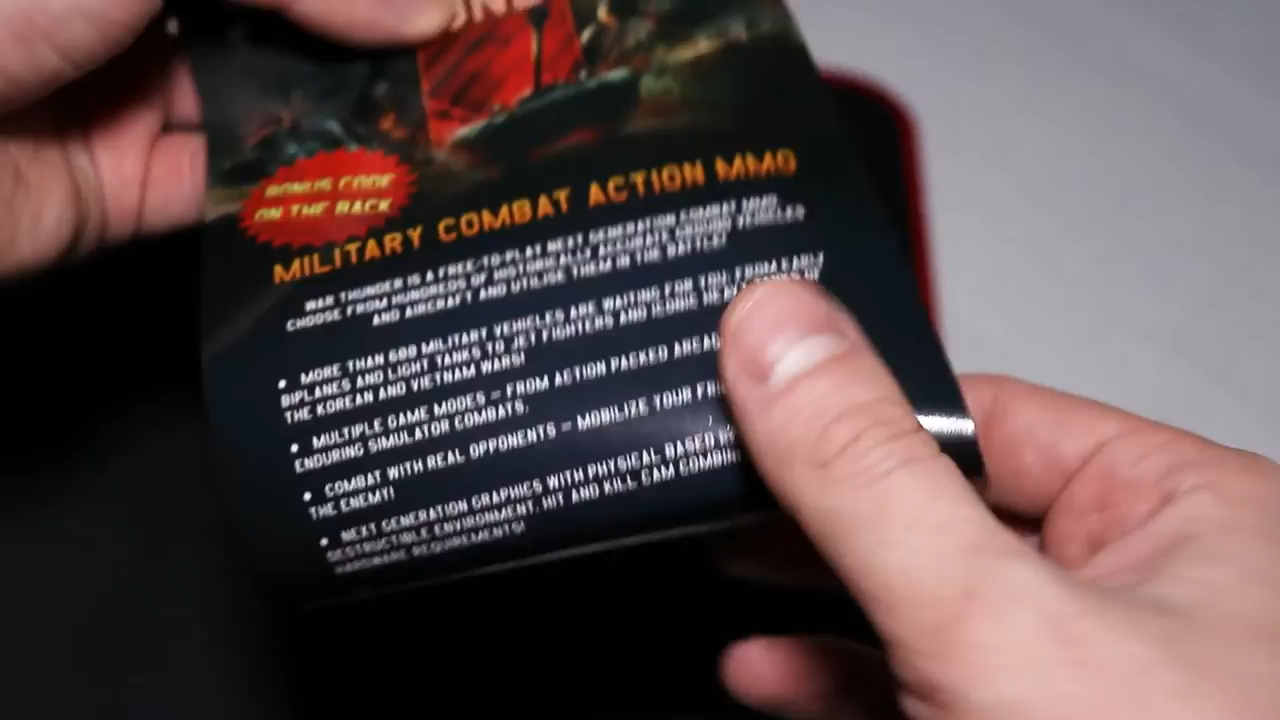 BONUS CODE
ON THE BACK
MILITARY COMBAT ACTION MMO
WAR THUNDER IS A FREE-TO-PLAY NEXT GENERATION COMBAT MMO.
CHOOSE FROM HUNDREDS OF HISTORICALLY ACCURATE GROUND VEHICLES
AND AIRCRAFT AND UTILISE THEM IN THE BATTLE!
• MORE THAN 600 MILITARY VEHICLES ARE WAITING FOR YOU, FROM EARLY
BIPLANES AND LIGHT TANKS TO JET FIGHTERS AND ICONIC
THE KOREAN AND VIETNAM WARS!
• MULTIPLE GAME MODES – FROM ACTION PACKED
ENDURING SIMULATOR COMBATS.
• COMBAT WITH REAL OPPONENTS – MOBILIZE YOUR
THE ENEMY!
• NEXT GENERATION GRAPHICS WITH PHYSICAL BASED
DESTRUCTIBLE ENVIRONMENT, HIT AND KILL CAM
HARDWARE REQUIREMENTS!